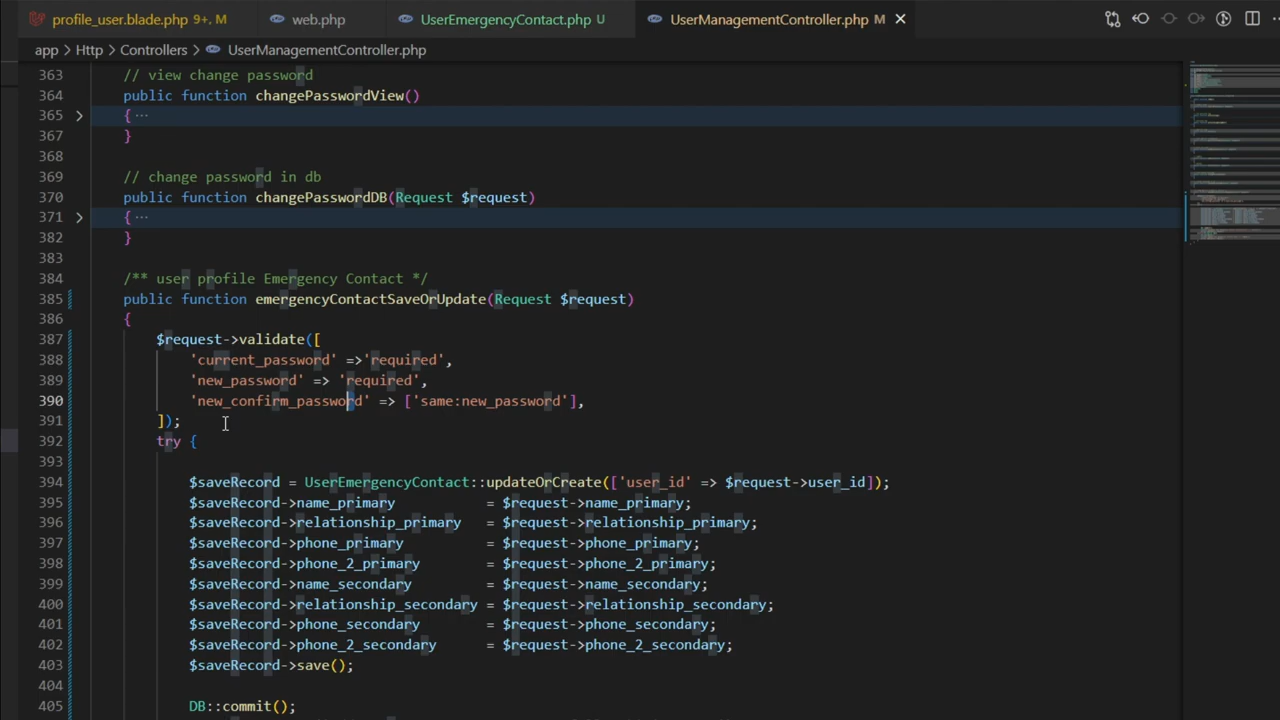 profile_user.blade.php 9+, M web.php UserEmergencyContact.php U UserManagementController.php M
app > Http > Controllers > UserManagementController.php
363 // view change password
364 public function changePasswordView()
365 { ...
367 }
368
369 // change password in db
370 public function changePasswordDB(Request $request)
371 { ...
382 }
383
384 /** user profile Emergency Contact */
385 public function emergencyContactSaveOrUpdate(Request $request)
386 {
387 $request->validate([
388 'current_password' =>'required',
389 'new_password' => 'required',
390 'new_confirm_password' => ['same:new_password'],
391 ]);
392 try {
393
394 $saveRecord = UserEmergencyContact::updateOrCreate(['user_id' => $request->user_id]);
395 $saveRecord->name_primary = $request->name_primary;
396 $saveRecord->relationship_primary = $request->relationship_primary;
397 $saveRecord->phone_primary = $request->phone_primary;
398 $saveRecord->phone_2_primary = $request->phone_2_primary;
399 $saveRecord->name_secondary = $request->name_secondary;
400 $saveRecord->relationship_secondary = $request->relationship_secondary;
401 $saveRecord->phone_secondary = $request->phone_secondary;
402 $saveRecord->phone_2_secondary = $request->phone_2_secondary;
403 $saveRecord->save();
404
405 DB::commit();